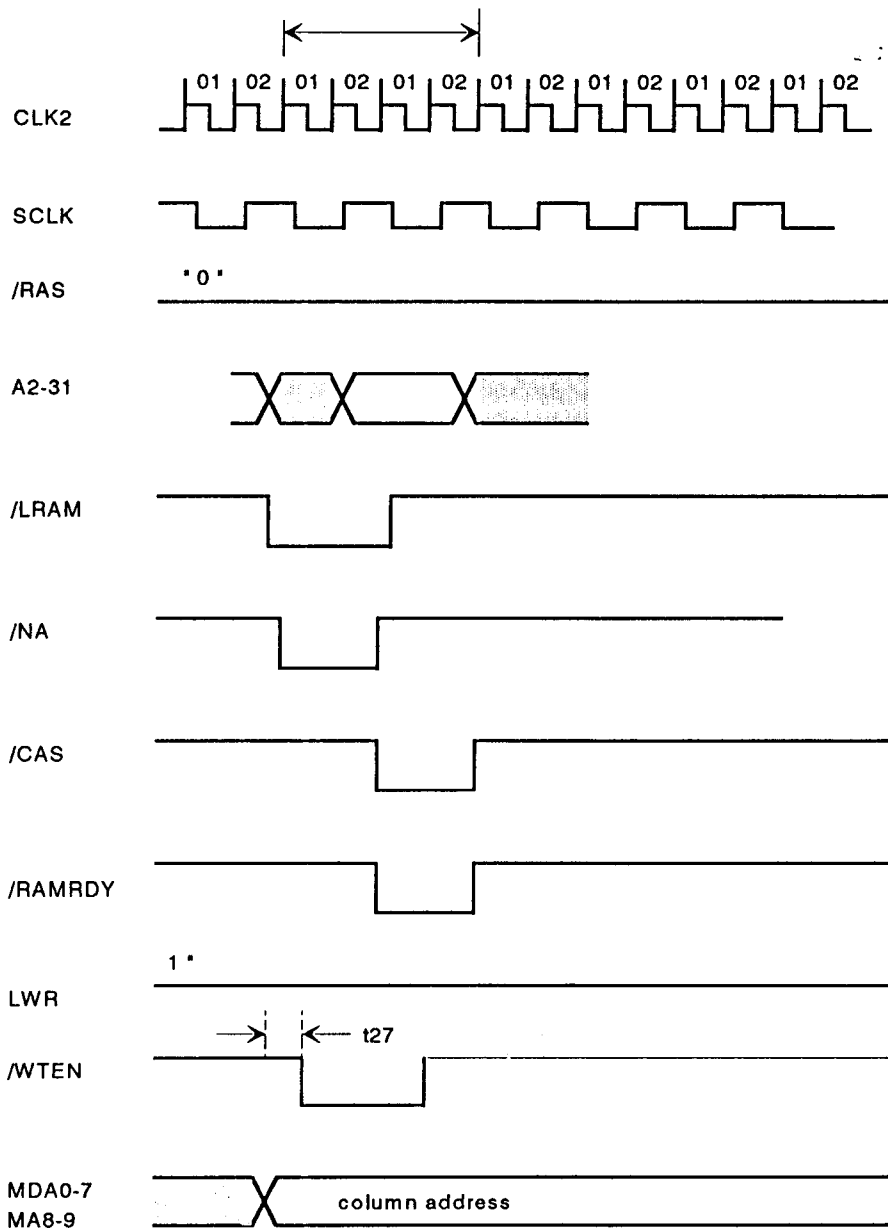 01 02 01 02 01 02 01 02 01 02 01 02 01 02
CLK2
SCLK
"0"
/RAS
A2-31
/LRAM
/NA
/CAS
/RAMRDY
1"
LWR
t27
/WTEN
MDA0-7
column address
MA8-9